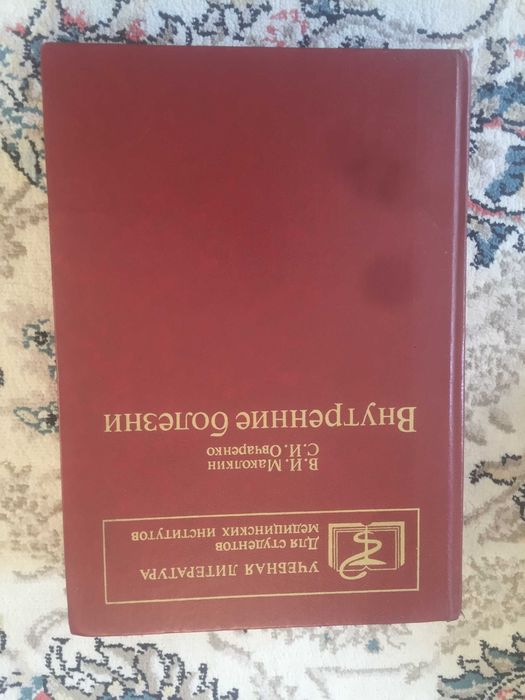 УЧЕБНАЯ ЛИТЕРАТУРА
Для студентов
медицинских институтов
В.И. Маколкин
С.И. Овчаренко
Внутренние болезни